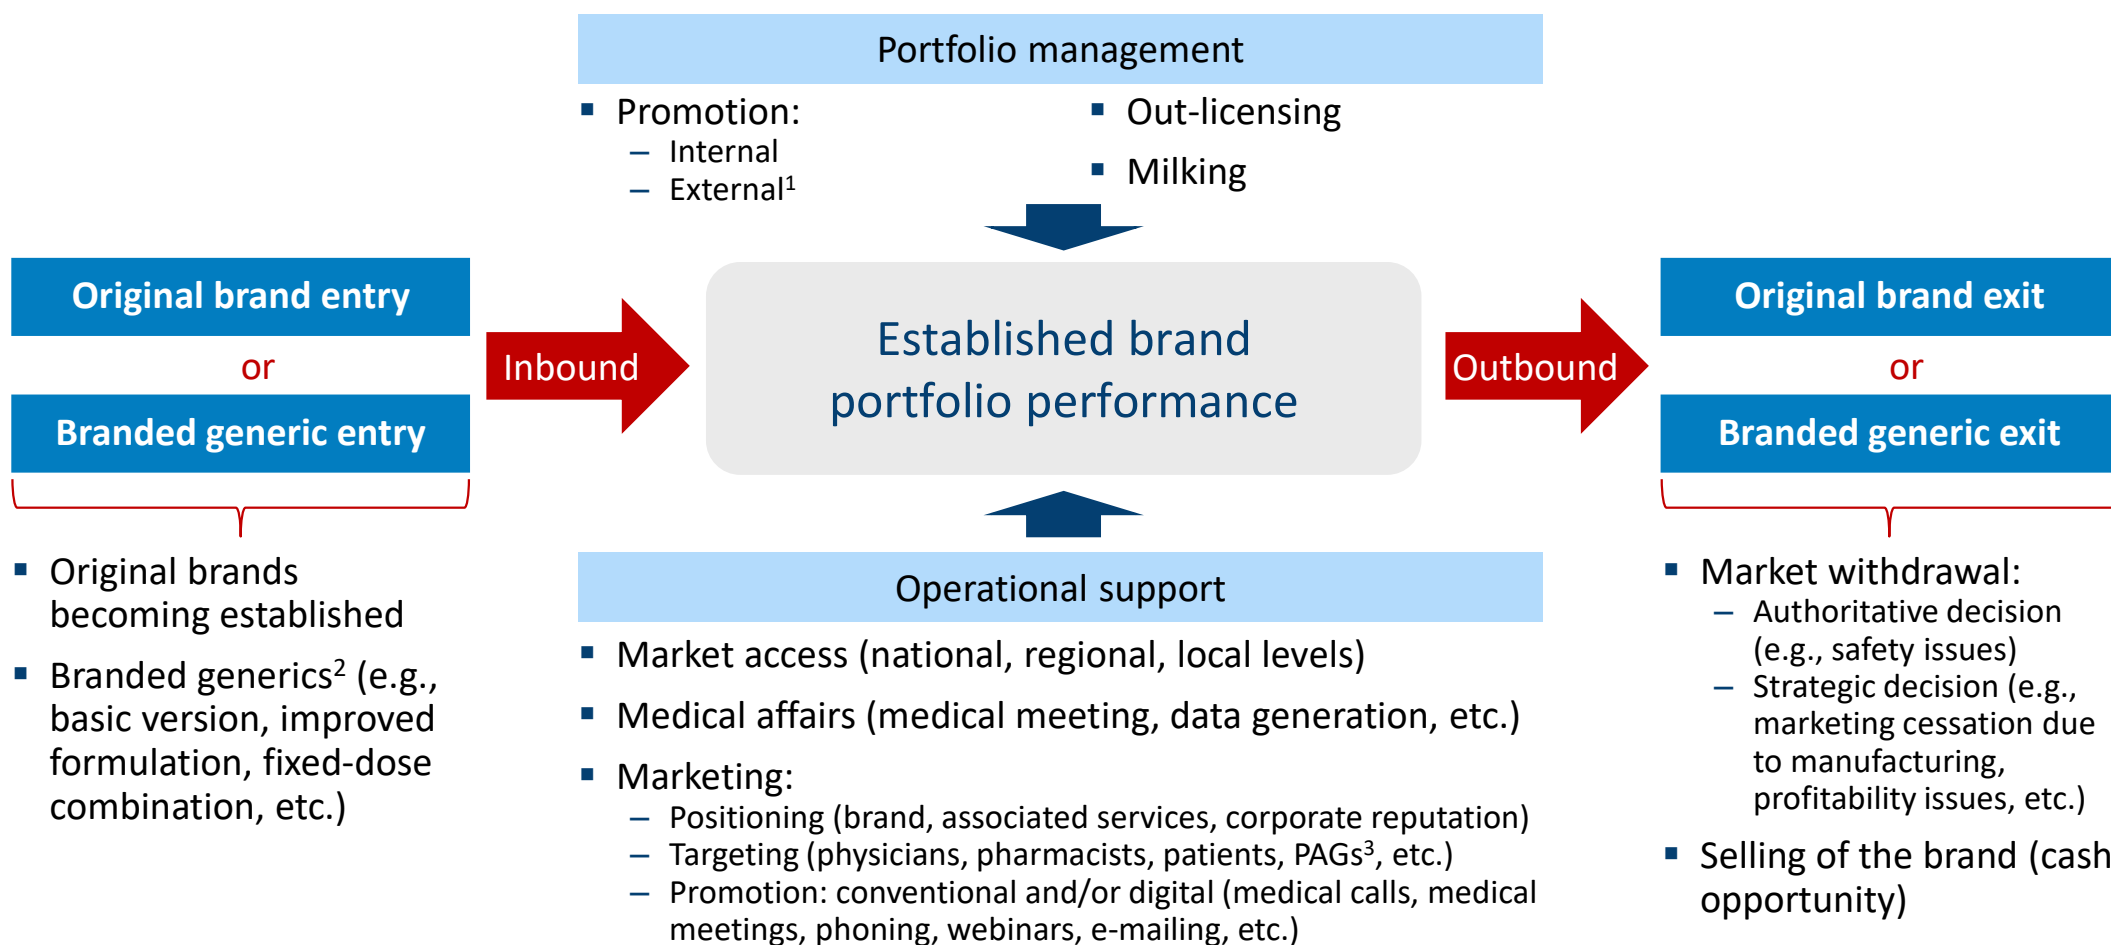 Portfolio management
▪ Promotion:
– Internal
– External¹
▪ Out-licensing
▪ Milking
Original brand entry
or
Branded generic entry
Inbound
Established brand
portfolio performance
Outbound
Original brand exit
or
Branded generic exit
▪ Original brands
becoming established
▪ Branded generics² (e.g.,
basic version, improved
formulation, fixed-dose
combination, etc.)
Operational support
▪ Market access (national, regional, local levels)
▪ Medical affairs (medical meeting, data generation, etc.)
▪ Marketing:
– Positioning (brand, associated services, corporate reputation)
– Targeting (physicians, pharmacists, patients, PAGs³, etc.)
– Promotion: conventional and/or digital (medical calls, medical
meetings, phoning, webinars, e-mailing, etc.)
▪ Market withdrawal:
– Authoritative decision
(e.g., safety issues)
– Strategic decision (e.g.,
marketing cessation due
to manufacturing,
profitability issues, etc.)
▪ Selling of the brand (cash
opportunity)